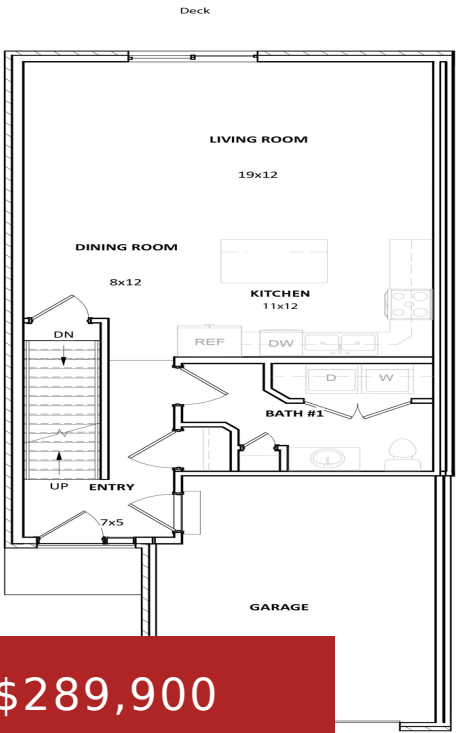 Deck
LIVING ROOM
19x12
DINING ROOM
8x12
KITCHEN
11x12
REF
DW
DN
D
W
BATH #1
UP
ENTRY
7x5
GARAGE
$289,900